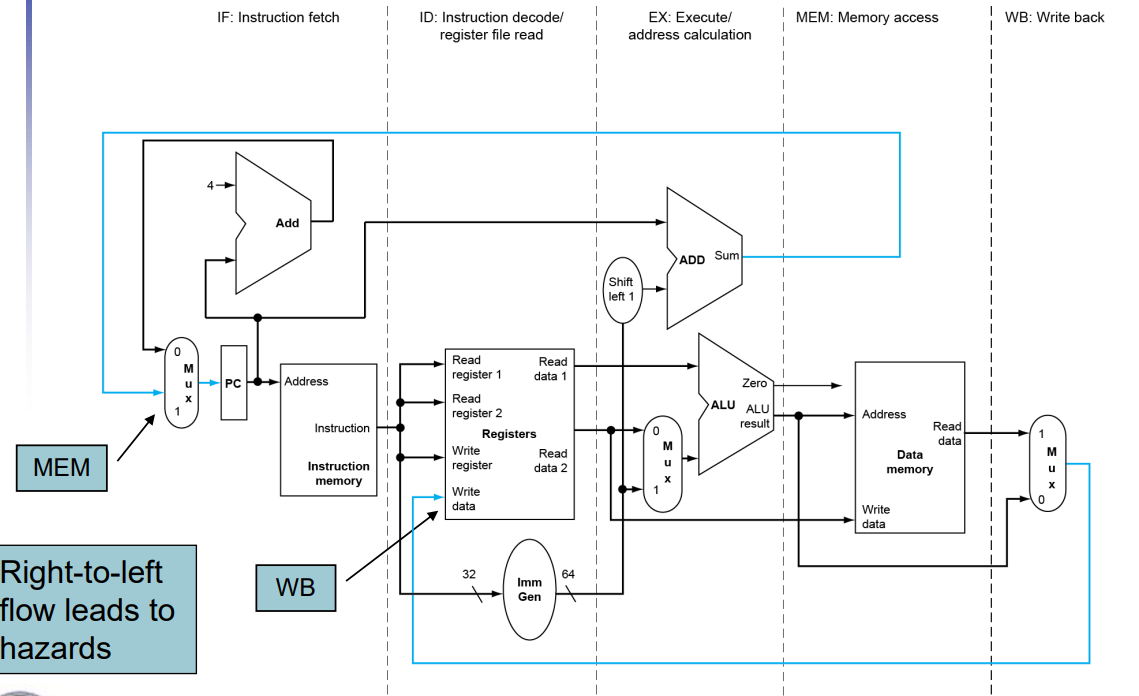 IF: Instruction fetch
ID: Instruction decode/
register file read
EX: Execute/
address calculation
MEM: Memory access
WB: Write back
4
Add
ADD
Sum
Shift
left 1
0
M
u
x
1
PC
Address
Instruction
Instruction
memory
Read
register 1
Read
register 2
Registers
Write
register
Write
data
Read
data 1
Read
data 2
0
M
u
x
1
Zero
ALU
ALU
result
Address
Read
data
Data
memory
Write
data
1
M
u
x
0
MEM
WB
32
Imm
Gen
64
Right-to-left
flow leads to
hazards